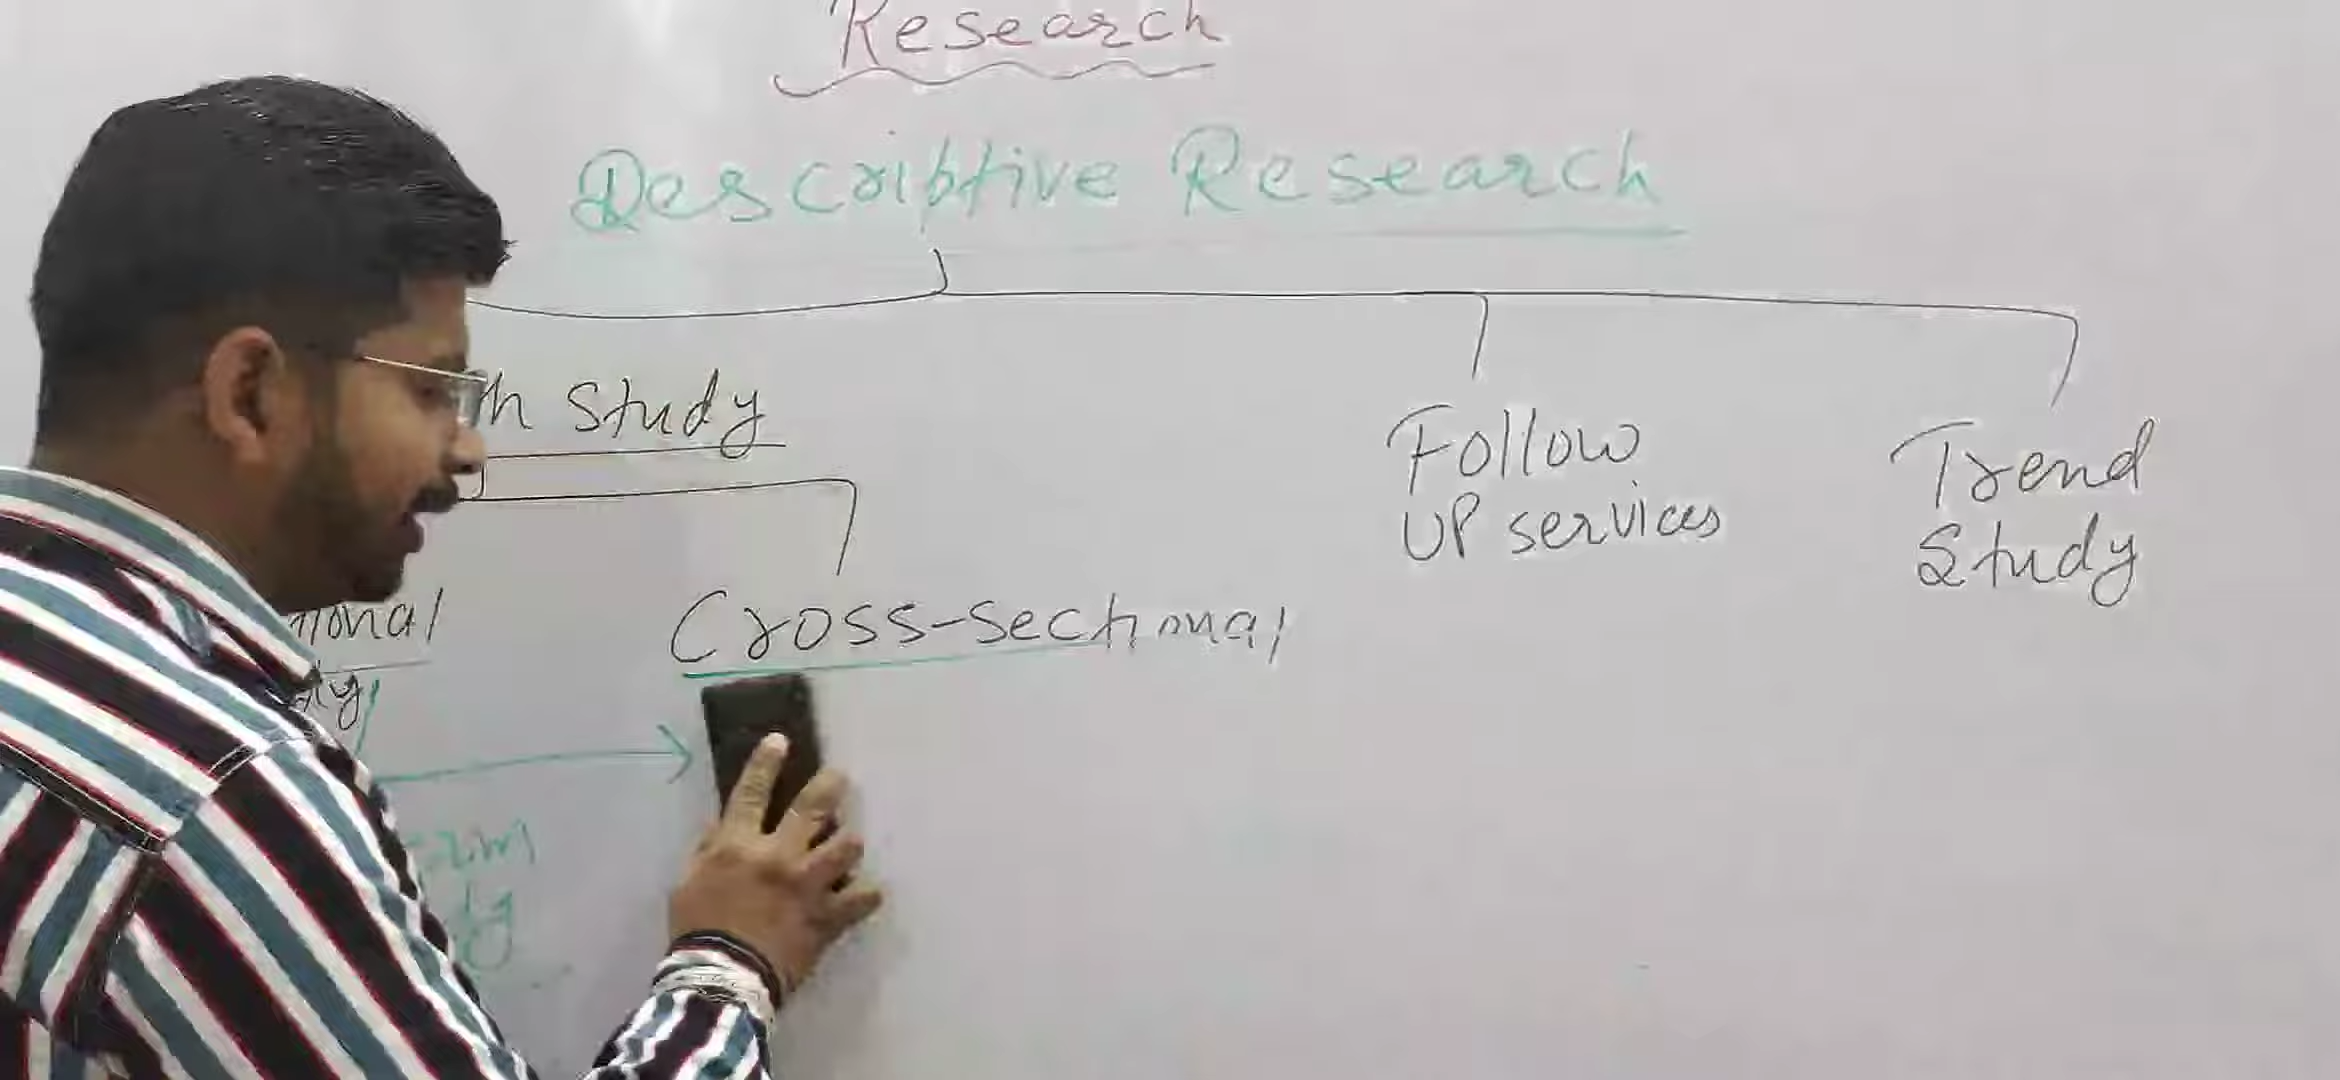 Research
Descriptive Research
Study
Follow
UP services
Trend
Study
Cross-sectional